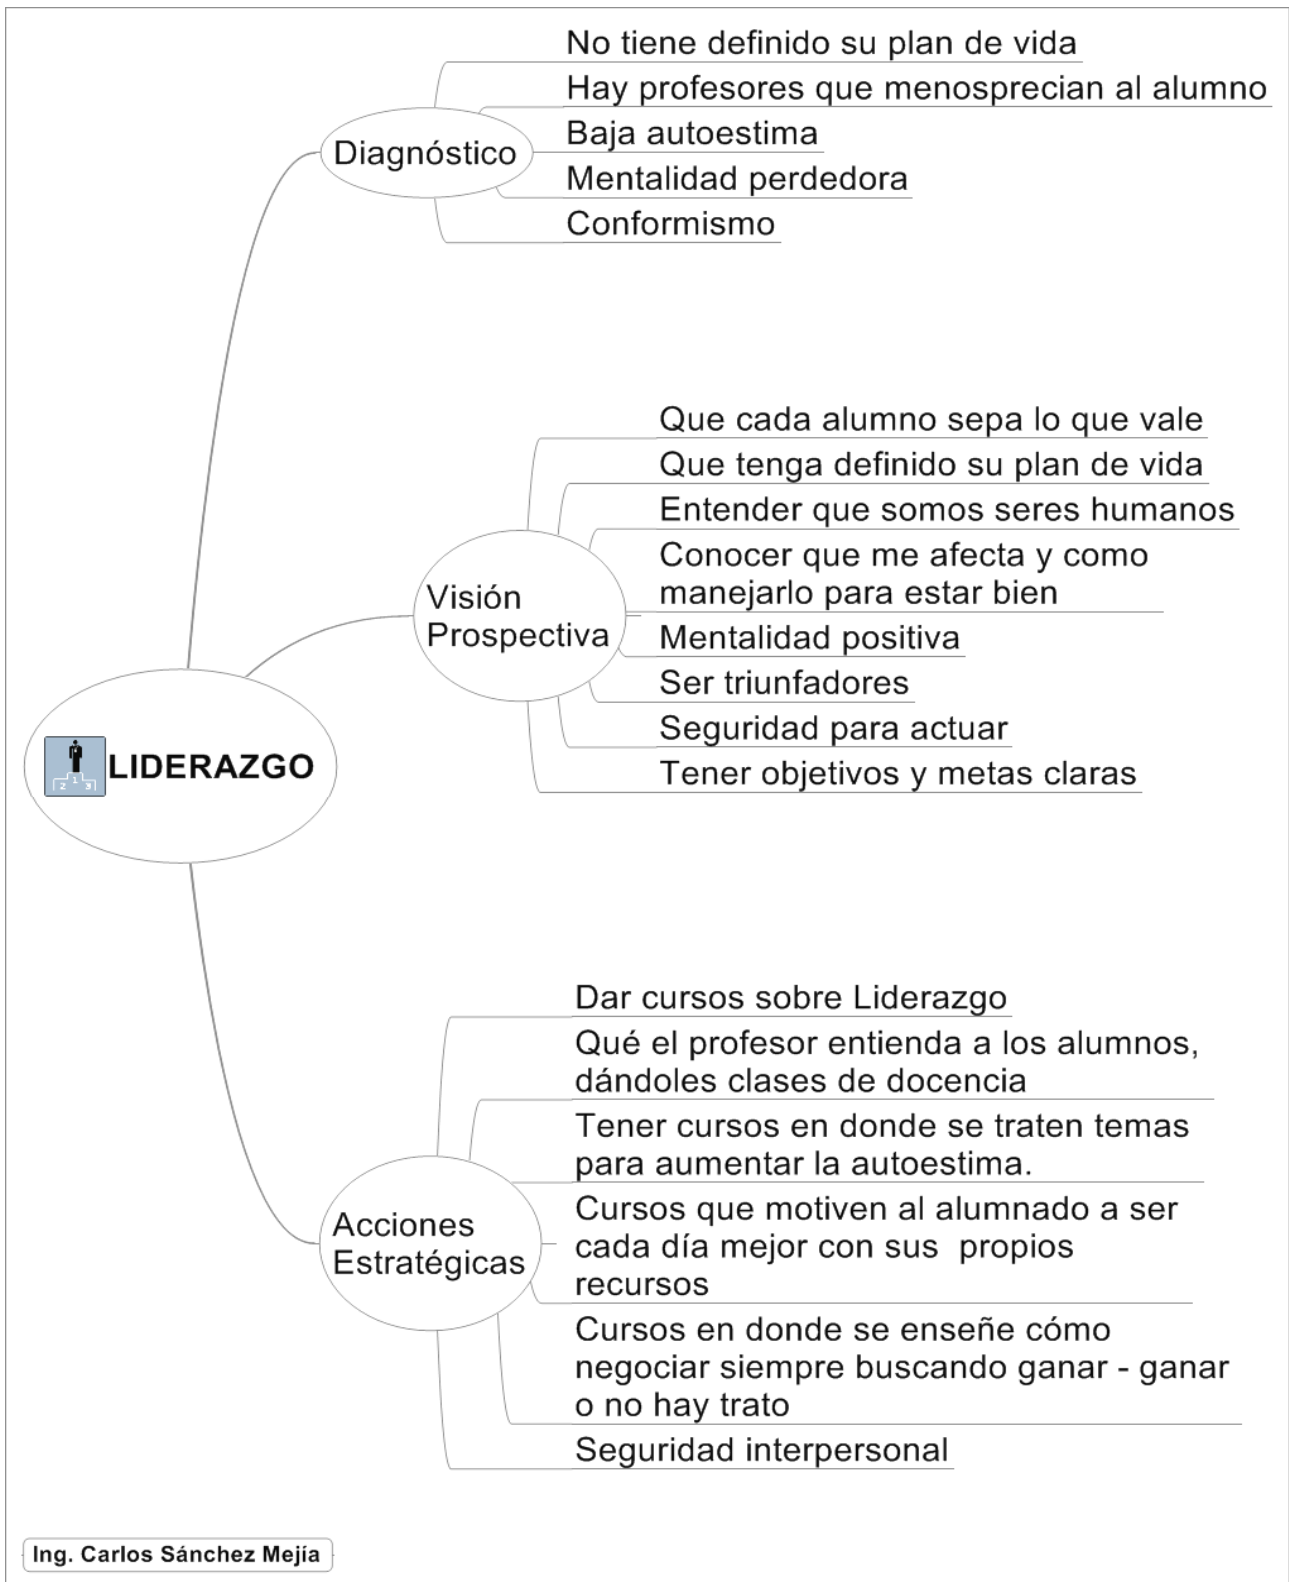 No tiene definido su plan de vida
Hay profesores que menosprecian al alumno
Diagnóstico
Baja autoestima
Mentalidad perdedora
Conformismo
Que cada alumno sepa lo que vale
Que tenga definido su plan de vida
Entender que somos seres humanos
Conocer que me afecta y como
manejarlo para estar bien
Visión
Prospectiva
Mentalidad positiva
Ser triunfadores
Seguridad para actuar
Tener objetivos y metas claras
2 1 3
LIDERAZGO
Dar cursos sobre Liderazgo
Qué el profesor entienda a los alumnos,
dándoles clases de docencia
Tener cursos en donde se traten temas
para aumentar la autoestima.
Acciones
Estratégicas
Cursos que motiven al alumnado a ser
cada día mejor con sus  propios
recursos
Cursos en donde se enseñe cómo
negociar siempre buscando ganar - ganar
o no hay trato
Seguridad interpersonal
Ing. Carlos Sánchez Mejía